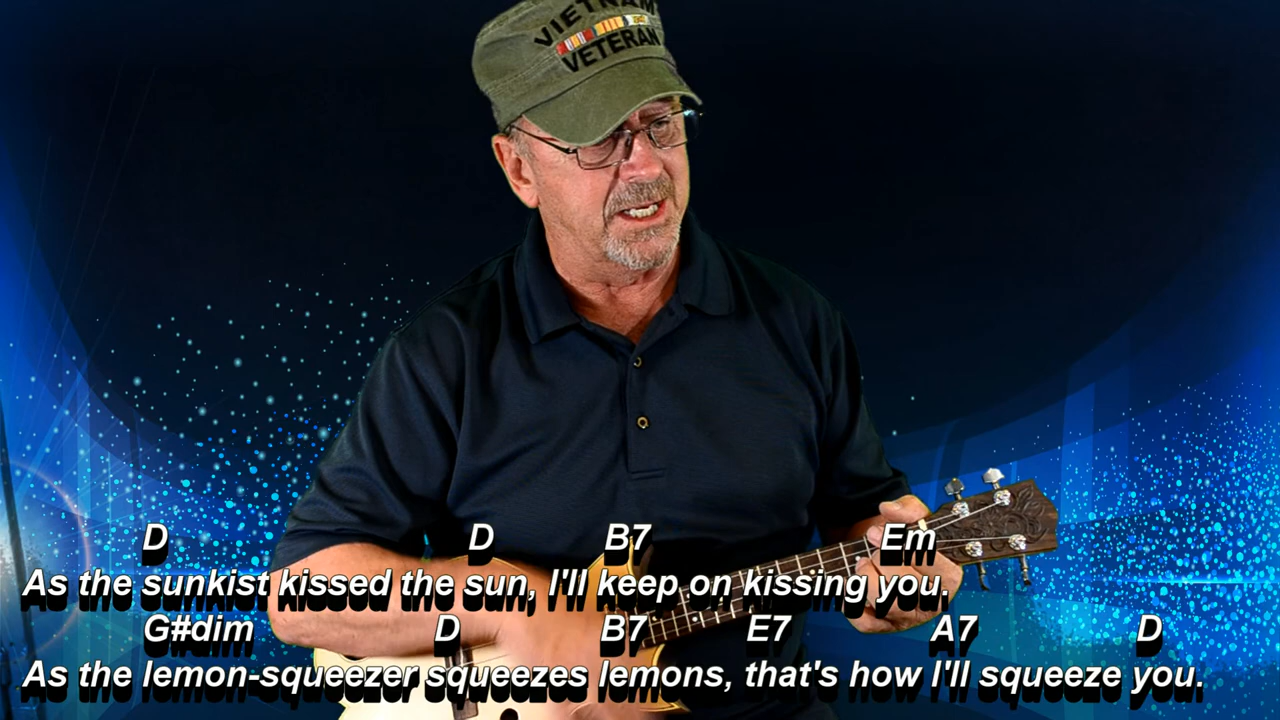 VIETNAM
VETERAN
D D B7 Em
As the sunkist kissed the sun, I'll keep on kissing you.
G#dim D B7 E7 A7 D
As the lemon-squeezer squeezes lemons, that's how I'll squeeze you.